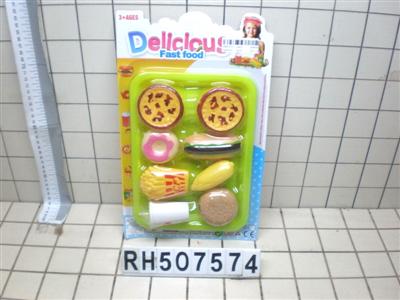 3+AGES
Delicious
Fast food
RH507574